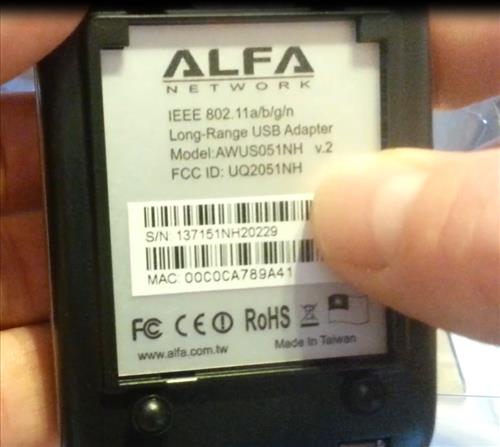 ALFA
NETWORK
IEEE 802.11a/b/g/n
Long-Range USB Adapter
Model:AWUS051NH v.2
FCC ID: UQ2051NH
S/N: 137151NH20229
MAC: 00C0CA789A41
FC CE RoHS
www.alfa.com.tw
Made In Taiwan